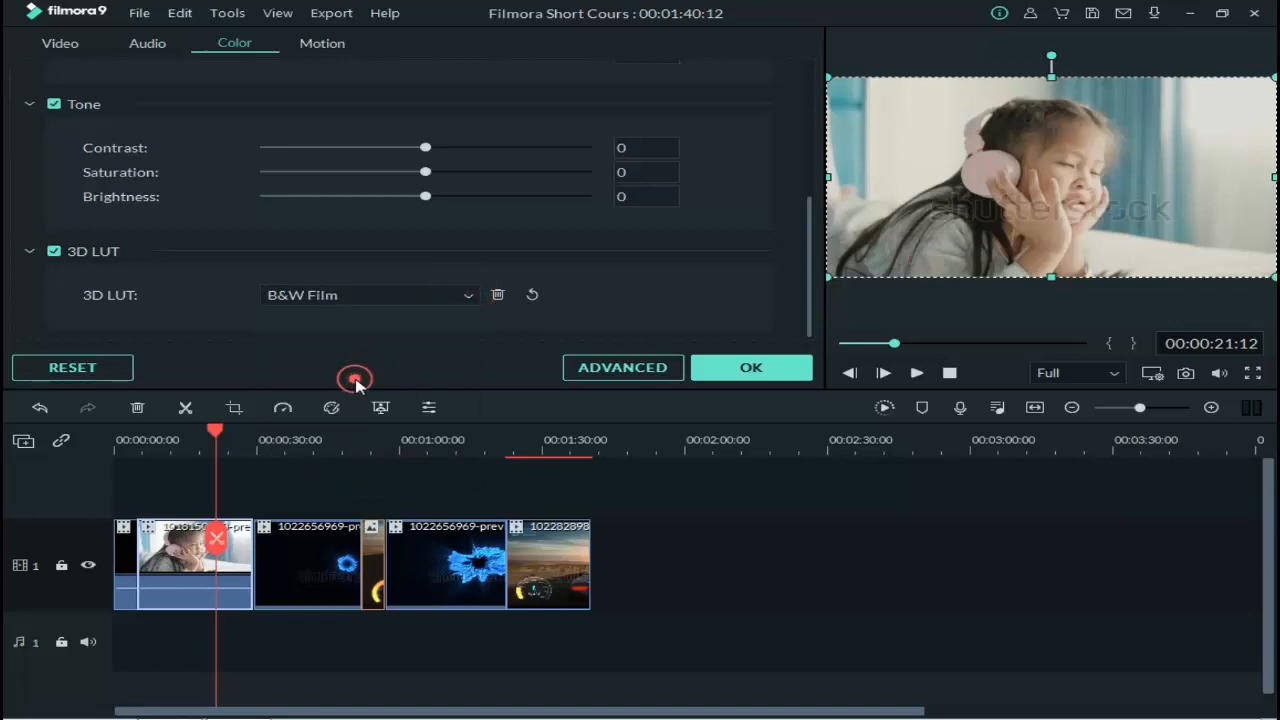 filmora9 File Edit Tools View Export Help Filmora Short Cours : 00:01:40:12
Video Audio Color Motion
Tone
Contrast: 0
Saturation: 0
Brightness: 0
3D LUT
3D LUT: B&W Film
RESET ADVANCED OK
shutterstock
00:00:21:12
Full
00:00:00:00 00:00:30:00 00:01:00:00 00:01:30:00 00:02:00:00 00:02:30:00 00:03:00:00 00:03:30:00 0
1022656969-pr 1022656969-prev 102282898
1
1